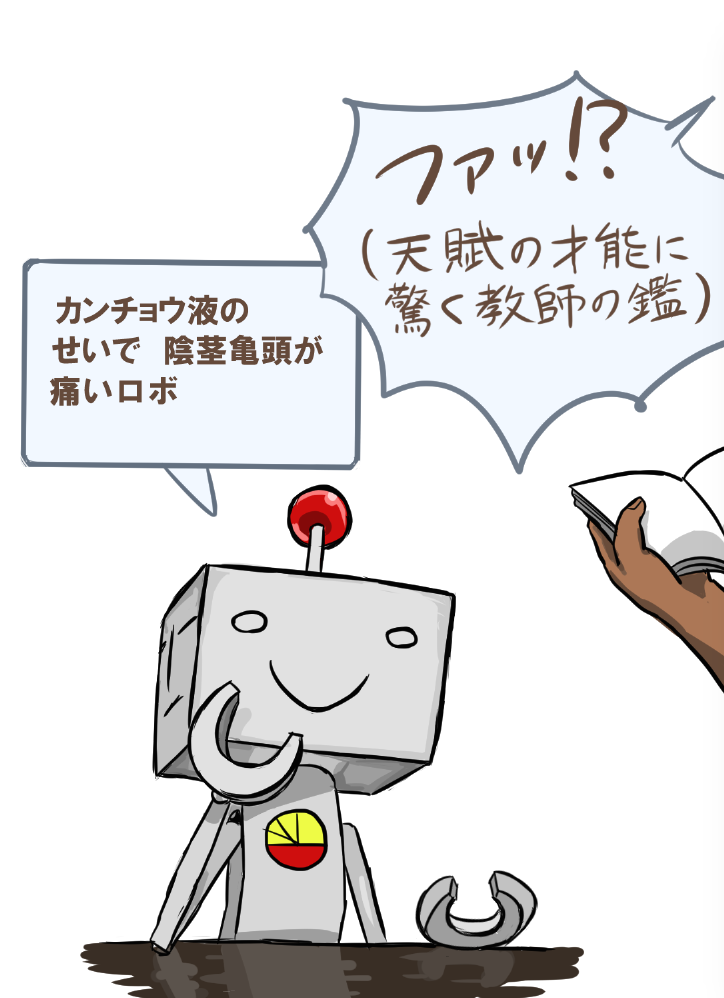 ファッ!?
(天賦の才能に
驚く教師の鑑)
カンチョウ液の
せいで 陰茎亀頭が
痛いロボ